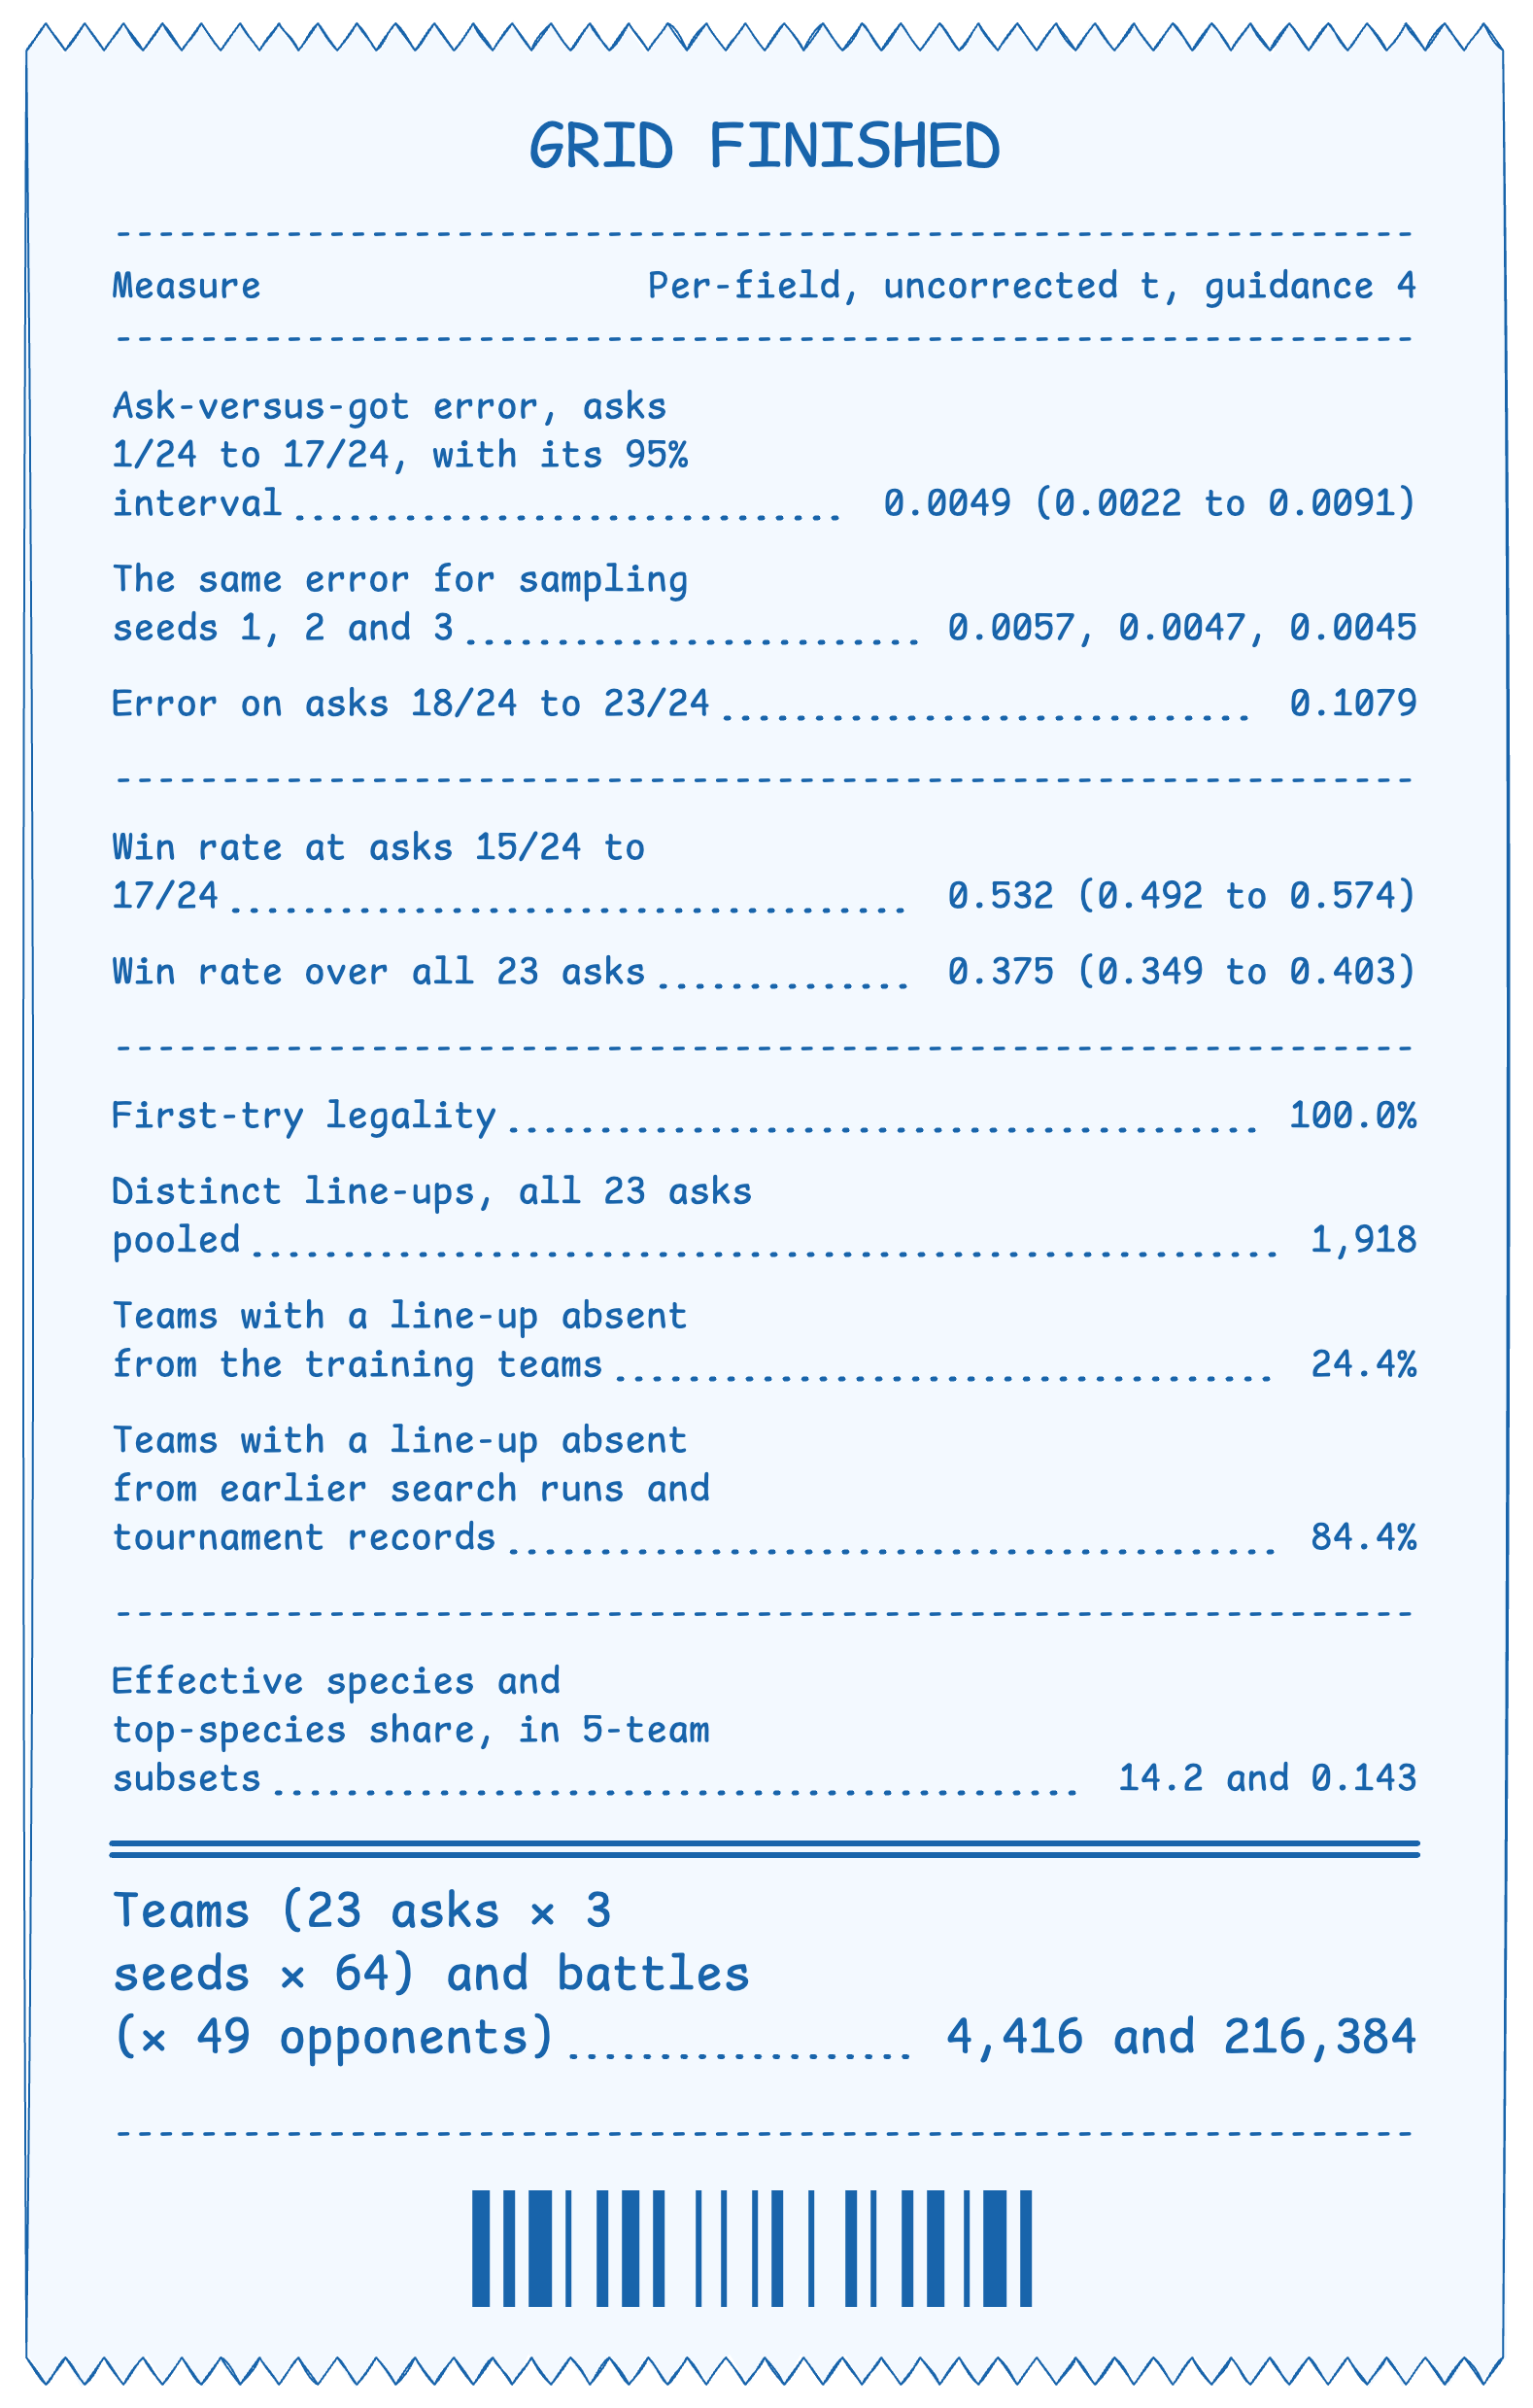 GRID FINISHED
Measure Per-field, uncorrected t, guidance 4
Ask-versus-got error, asks
1/24 to 17/24, with its 95%
interval 0.0049 (0.0022 to 0.0091)
The same error for sampling
seeds 1, 2 and 3 0.0057, 0.0047, 0.0045
Error on asks 18/24 to 23/24 0.1079
Win rate at asks 15/24 to
17/24 0.532 (0.492 to 0.574)
Win rate over all 23 asks 0.375 (0.349 to 0.403)
First-try legality 100.0%
Distinct line-ups, all 23 asks
pooled 1,918
Teams with a line-up absent
from the training teams 24.4%
Teams with a line-up absent
from earlier search runs and
tournament records 84.4%
Effective species and
top-species share, in 5-team
subsets 14.2 and 0.143
Teams (23 asks × 3
seeds × 64) and battles
(× 49 opponents) 4,416 and 216,384